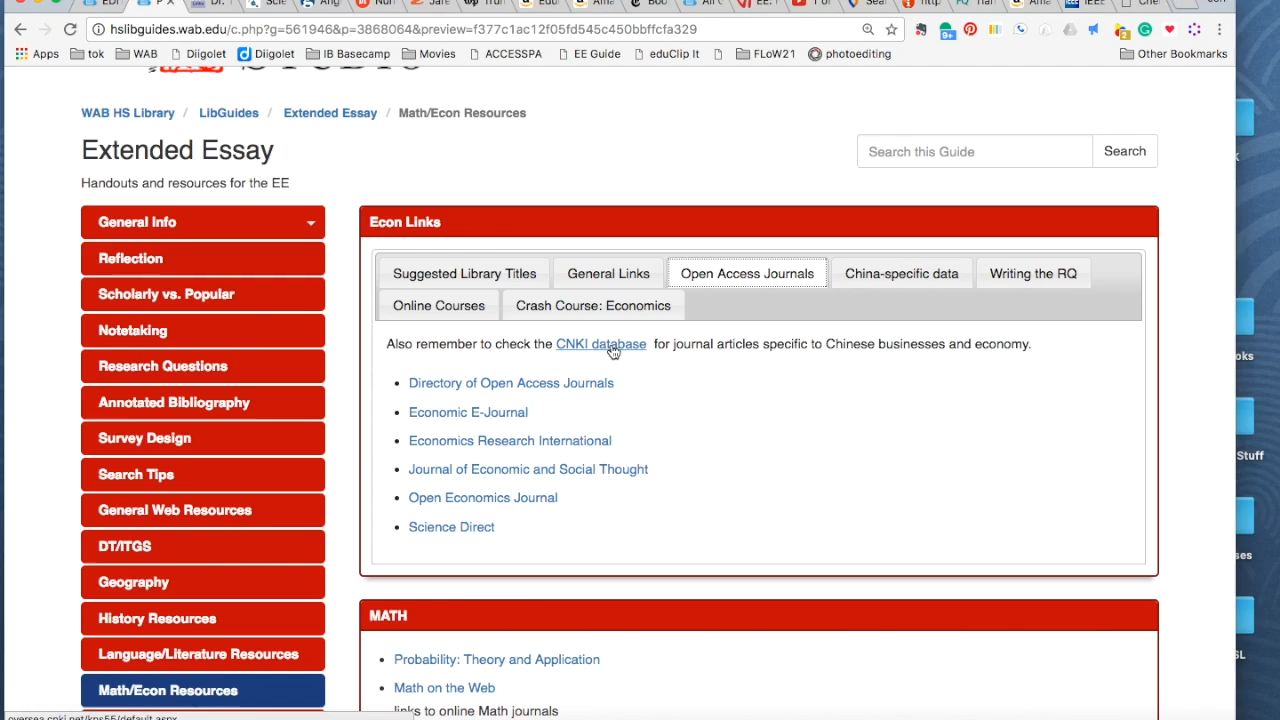 hslibguides.wab.edu/c.php?g=561946&p=3868064&preview=f377c1ac12f05fd545c450bbffcfa329
Apps tok WAB Diigolet Diigolet IB Basecamp Movies ACCESSPA EE Guide eduClip It FLoW21 photoediting Other Bookmarks
WAB HS Library / LibGuides / Extended Essay / Math/Econ Resources
Extended Essay
Search this Guide Search
Handouts and resources for the EE
General Info
Reflection
Scholarly vs. Popular
Notetaking
Research Questions
Annotated Bibliography
Survey Design
Search Tips
General Web Resources
DT/ITGS
Geography
History Resources
Language/Literature Resources
Math/Econ Resources
Econ Links
Suggested Library Titles General Links Open Access Journals China-specific data Writing the RQ
Online Courses Crash Course: Economics
Also remember to check the CNKI database for journal articles specific to Chinese businesses and economy.
Directory of Open Access Journals
Economic E-Journal
Economics Research International
Journal of Economic and Social Thought
Open Economics Journal
Science Direct
MATH
Probability: Theory and Application
Math on the Web
links to online Math journals
oks
Stuff
ses
SL